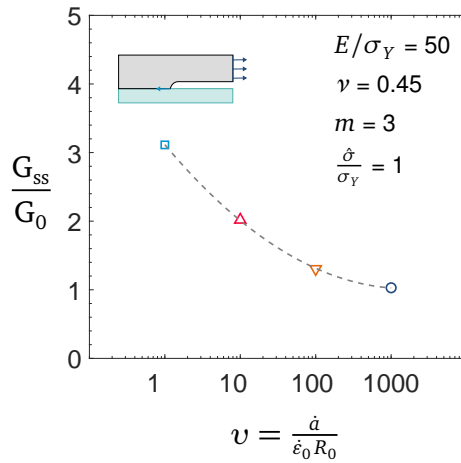 5
4
3
2
1
0
G_ss/G_0
E/σ_Y = 50
ν = 0.45
m = 3
σ̂/σ_Y = 1
1 10 100 1000
υ = ȧ/ε̇_0 R_0